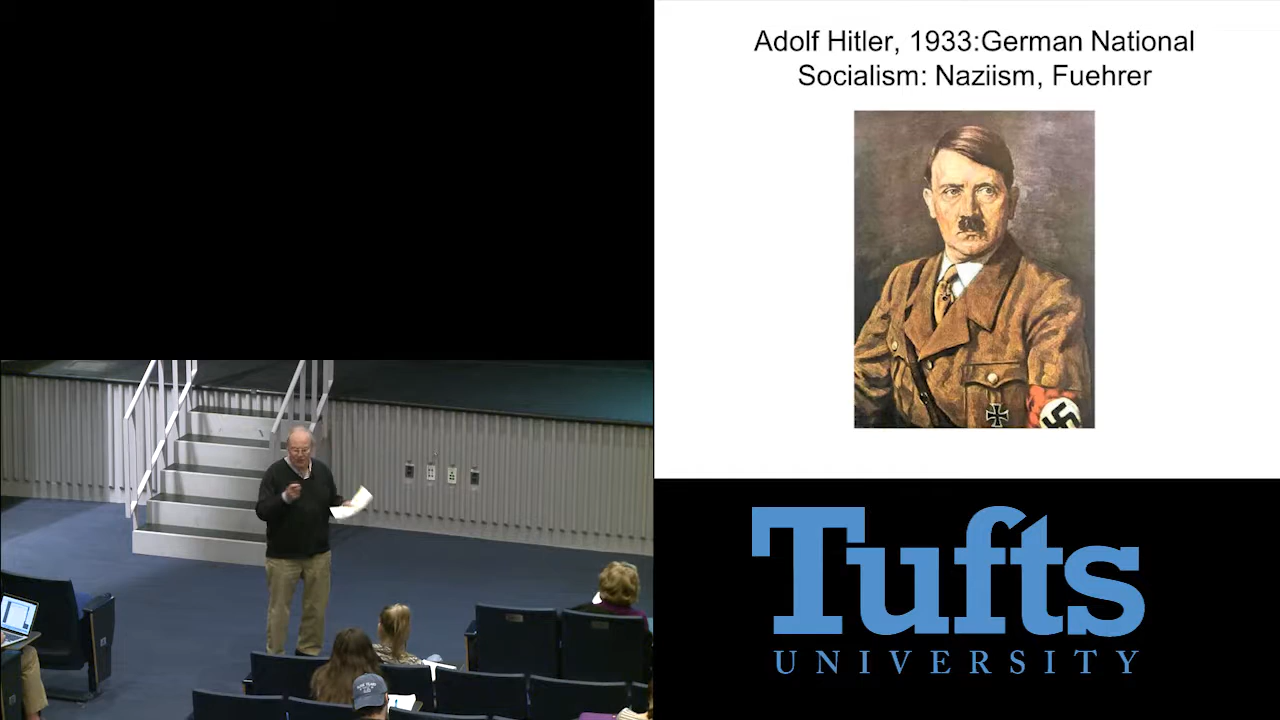 Adolf Hitler, 1933:German National
Socialism: Naziism, Fuehrer
Tufts
UNIVERSITY